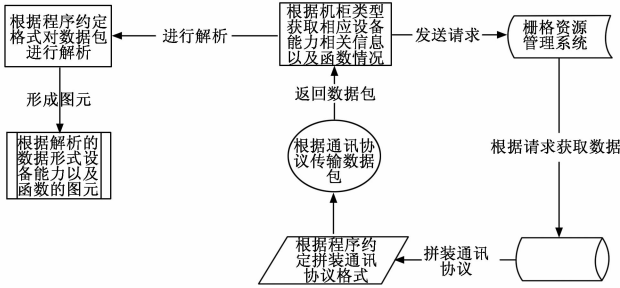 根据程序约定
格式对数据包
进行解析
进行解析
根据机柜类型
获取相应设备
能力相关信息
以及函数情况
发送请求
栅格资源
管理系统
形成图元
返回数据包
根据解析的
数据形式设
备能力以及
函数的图元
根据通讯协
议传输数据
包
根据请求获取数据
根据程序约
定拼装通讯
协议格式
拼装通讯
协议